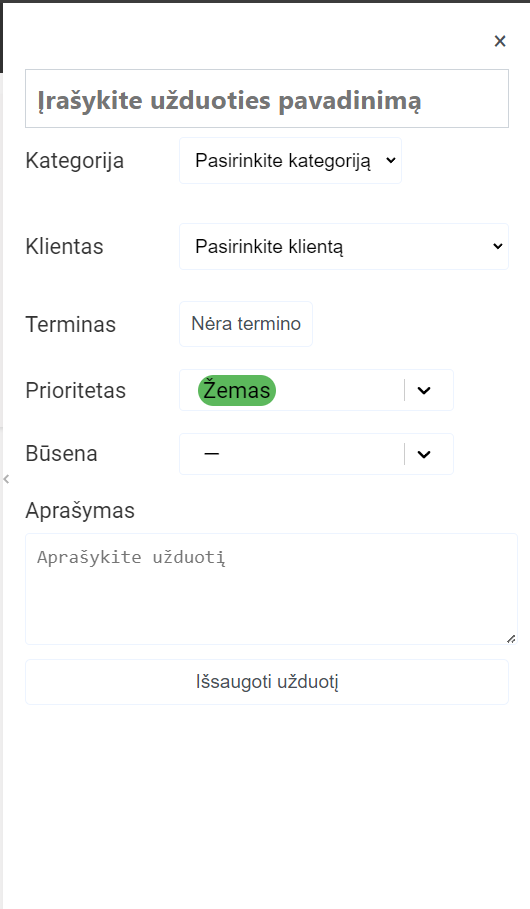 ×
Įrašykite užduoties pavadinimą
Kategorija Pasirinkite kategoriją
Klientas Pasirinkite klientą
Terminas Nėra termino
Prioritetas Žemas
Būsena —
Aprašymas
Aprašykite užduotį
Išsaugoti užduotį